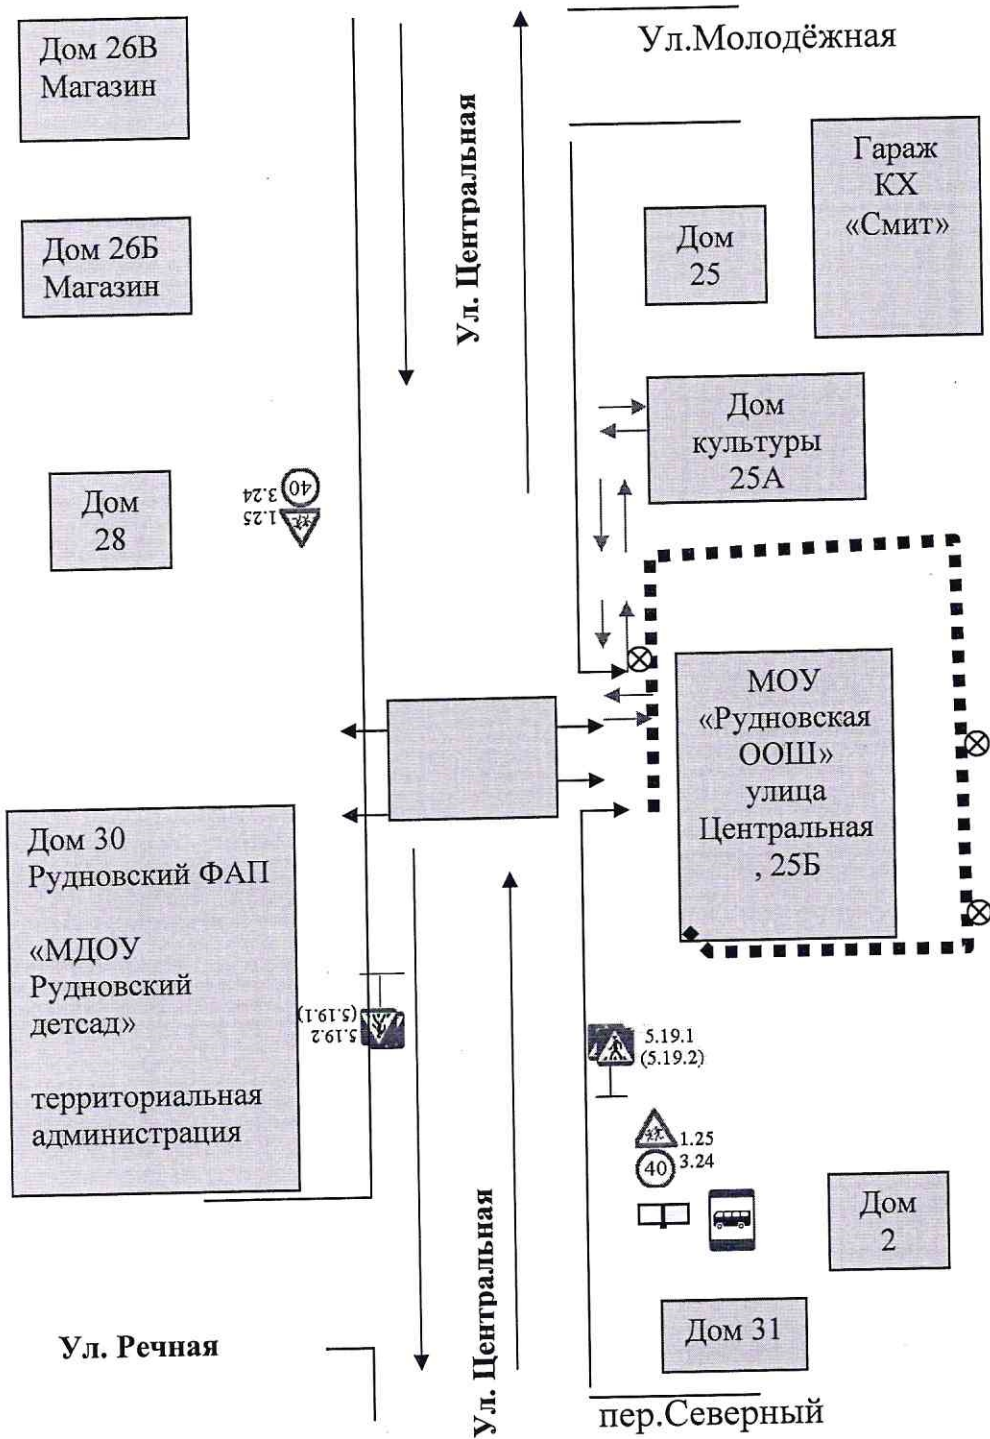 Ул.Молодёжная
Дом 26В
Магазин
Ул. Центральная
Гараж
КХ
«Смит»
Дом 26Б
Магазин
Дом
25
Дом
культуры
25А
Дом
28
40
3.24
1.25
МОУ
«Рудновская
ООШ»
улица
Центральная
, 25Б
Дом 30
Рудновский ФАП
«МДОУ
Рудновский
детсад»
территориальная
администрация
5.19.2
(5.19.1)
5.19.1
(5.19.2)
1.25
40
3.24
Дом
2
Дом 31
Ул. Речная
Ул. Центральная
пер.Северный